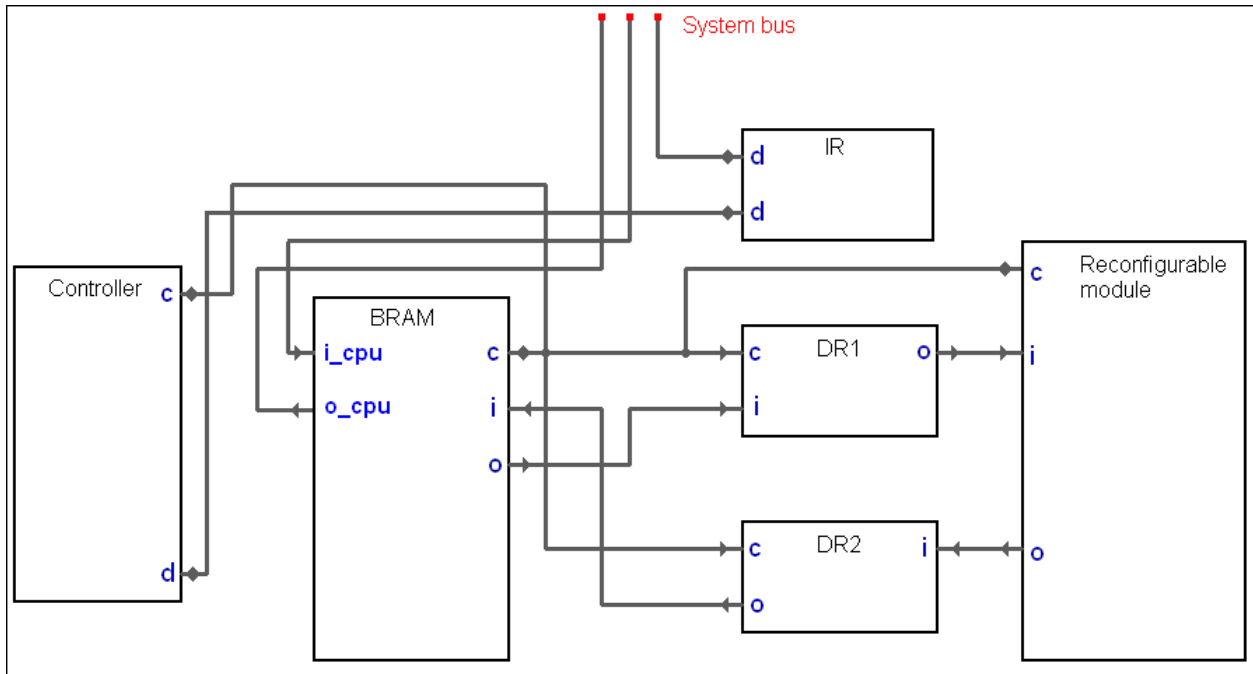 System bus
IR
d
d
Controller
c
d
BRAM
i_cpu
o_cpu
c
i
o
DR1
c
i
o
DR2
c
o
i
Reconfigurable
module
c
i
o